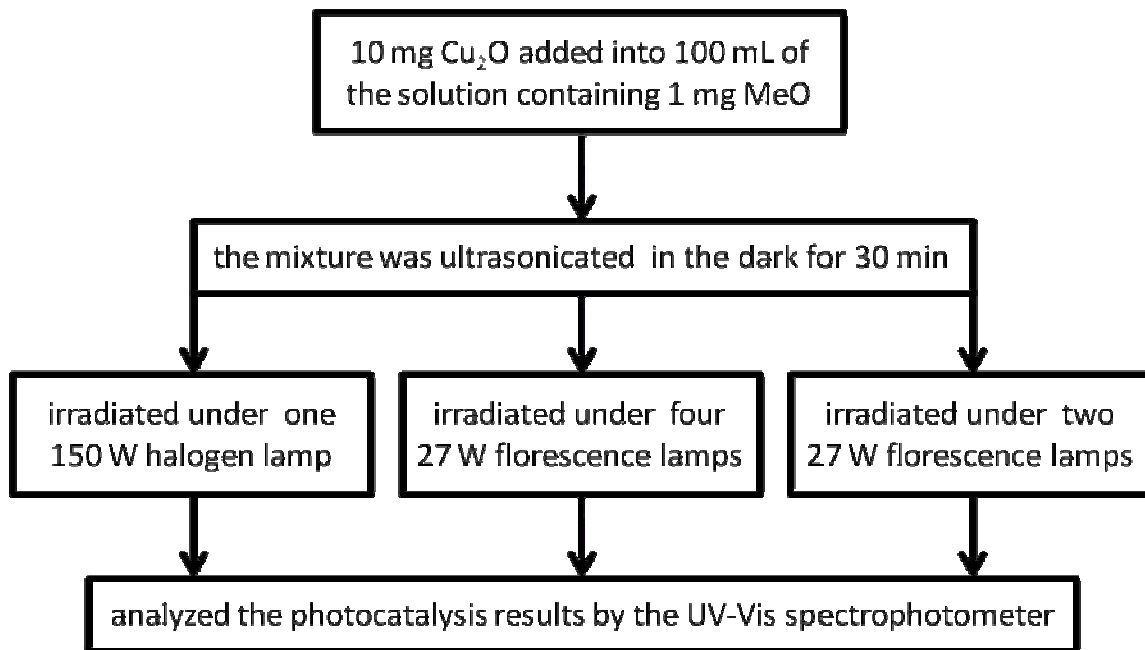 10 mg Cu₂O added into 100 mL of
the solution containing 1 mg MeO
the mixture was ultrasonicated in the dark for 30 min
irradiated under one
150 W halogen lamp
irradiated under four
27 W florescence lamps
irradiated under two
27 W florescence lamps
analyzed the photocatalysis results by the UV-Vis spectrophotometer